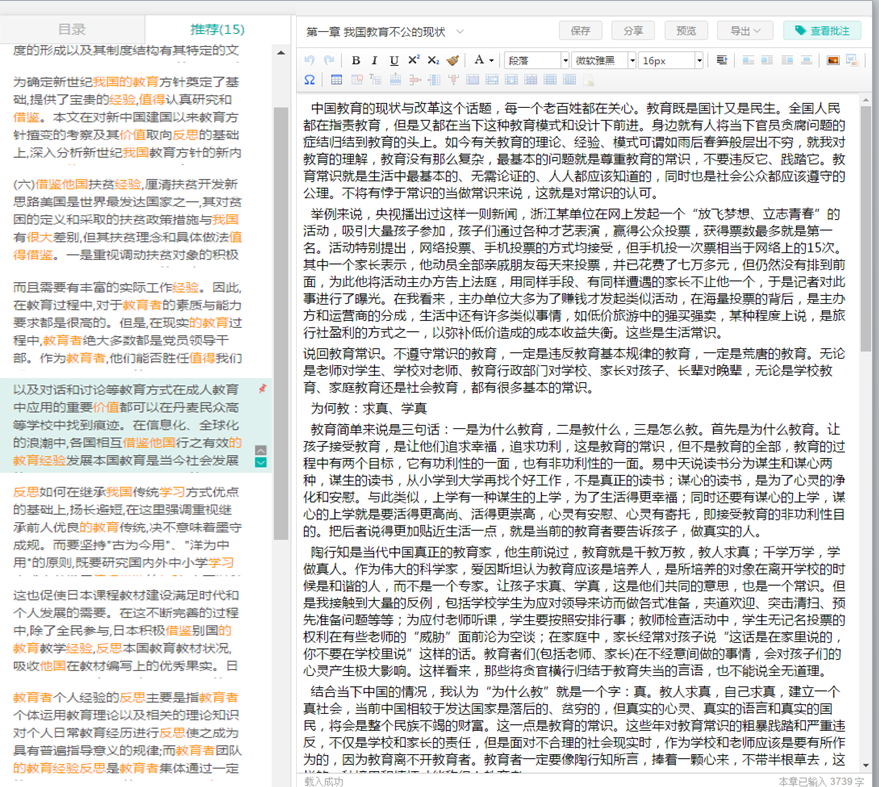 目录
推荐(15)
度的形成以及其制度结构有其特定的文
为确定新世纪我国的教育方针奠定了基
础,提供了宝贵的经验,值得认真研究和
借鉴。本文在对新中国建国以来教育方
针擅变的考察及其价值取向反思的基础
上,深入分析新世纪我国教育方针的新内
(六)借鉴他国扶贫经验,厘清扶贫开发新
思路美国是世界最发达国家之一,其对贫
困的定义和采取的扶贫政策措施与我国
有很大差别,但其扶贫理念和具体做法值
得借鉴。一是重视调动扶贫对象的积极
而且需要有丰富的实际工作经验。因此,
在教育过程中,对于教育者的素质与能力
要求都是很高的。但是,在现实的教育过
程中,教育者绝大多数都是党员领导干
部。作为教育者,他们能否胜任值得我们
以及对话和讨论等教育方式在成人教育
中应用的重要价值都可以在丹麦民众高
等学校中找到痕迹。在信息化、全球化
的浪潮中,各国相互借鉴他国行之有效的
教育经验发展本国教育是当今社会发展
反思如何在继承我国传统学习方式优点
的基础上,扬长避短,在这里强调重视继
承前人优良的教育传统,决不意味着墨守
成规。而要坚持"古为今用"、"洋为中
用"的原则,既要研究国内外中小学学习
这也促使日本课程教材建设满足时代和
个人发展的需要。在这不断完善的过程
中,除了全民参与,日本积极借鉴别国的
教育教学经验,反思本国教育教材状况,
吸收他国在教材编写上的优秀果实。日
教育者个人经验的反思主要是指教育者
个体运用教育理论以及相关的理论知识
对个人日常教育经历进行反思使之成为
具有普遍指导意义的规律;而教育者团队
的教育经验反思是教育者集体通过一定
第一章 我国教育不公的现状
保存
分享
预览
导出
查看批注
B I U X² X₂ A 段落 微软雅黑 16px
Ω
中国教育的现状与改革这个话题，每一个老百姓都在关心。教育既是国计又是民生。全国人民
都在指责教育，但是又都在当下这种教育模式和设计下前进。身边就有人将当下官员贪腐问题的
症结归结到教育的头上。如今有关教育的理论、经验、模式可谓如雨后春笋般层出不穷，就我对
教育的理解，教育没有那么复杂，最基本的问题就是尊重教育的常识，不要违反它、践踏它。教
育常识就是生活中最基本的、无需论证的、人人都应该知道的，同时也是社会公众都应该遵守的
公理。不将有悖于常识的当做常识来说，这就是对常识的认可。
举例来说，央视播出过这样一则新闻，浙江某单位在网上发起一个“放飞梦想、立志青春”的
活动，吸引大量孩子参加，孩子们通过各种才艺表演，赢得公众投票，获得票数最多就是第一
名。活动特别提出，网络投票、手机投票的方式均接受，但手机投一次票相当于网络上的15次。
其中一个家长表示，他动员全部亲戚朋友每天来投票，并已花费了七万多元，但仍然没有排到前
面，为此他将活动主办方告上法庭，用同样手段、有同样遭遇的家长不止他一个，于是记者对此
事进行了曝光。在我看来，主办单位大多为了赚钱才发起类似活动，在海量投票的背后，是主办
方和运营商的分成，生活中还有许多类似事情，如低价旅游中的强买强卖，某种程度上说，是旅
行社盈利的方式之一，以弥补低价造成的成本收益失衡。这些是生活常识。
说回教育常识。不遵守常识的教育，一定是违反教育基本规律的教育，一定是荒唐的教育。无论
是老师对学生、学校对老师、教育行政部门对学校、家长对孩子、长辈对晚辈，无论是学校教
育、家庭教育还是社会教育，都有很多基本的常识。
为何教：求真、学真
教育简单来说是三句话：一是为什么教育，二是教什么，三是怎么教。首先是为什么教育。让
孩子接受教育，是让他们追求幸福，追求功利，这是教育的常识，但不是教育的全部，教育的过
程中有两个目标，它有功利性的一面，也有非功利性的一面。易中天说读书分为谋生和谋心两
种，谋生的读书，从小学到大学再找个好工作，不是真正的读书；谋心的读书，是为了心灵的净
化和安慰。与此类似，上学有一种谋生的上学，为了生活得更幸福；同时还要有谋心的上学，谋
心的上学就是要活得更高尚、活得更崇高，心灵有安慰、心灵有寄托，即接受教育的非功利性目
的。把后者说得更加贴近生活一点，就是当前的教育者要告诉孩子，做真实的人。
陶行知是当代中国真正的教育家，他生前说过，教育就是千教万教，教人求真；千学万学，学
做真人。作为伟大的科学家，爱因斯坦认为教育应该是培养人，是所培养的对象在离开学校的时
候是和谐的人，而不是一个专家。让孩子求真、学真，这是他们共同的意思，也是一个常识。但
是我接触到大量的反例，包括学校学生为应对领导来访而做各式准备，夹道欢迎、突击清扫、预
先准备问题等等；为应付老师听课，学生要按照安排行事；教师检查活动中，学生无记名投票的
权利在有些老师的“威胁”面前沦为空谈；在家庭中，家长经常对孩子说“这话是在家里说的，
你不要在学校里说”这样的话。教育者们(包括老师、家长)在不经意间做的事情，会对孩子们的
心灵产生极大影响。这样看来，那些将贪官横行归结于教育失当的言语，也不能说全无道理。
结合当下中国的情况，我认为“为什么教”就是一个字：真。教人求真，自己求真，建立一个
真社会，当前中国相较于发达国家是落后的、贫穷的，但真实的心灵、真实的语言和真实的国
民，将会是整个民族不竭的财富。这一点是教育的常识。这些年对教育常识的粗暴践踏和严重违
反，不仅是学校和家长的责任，但是面对不合理的社会现实时，作为学校和老师应该是要有所作
为的，因为教育离不开教育者。教育者一定要像陶行知所言，捧着一颗心来，不带半根草去，这
载入成功
本章已输入 3739 字